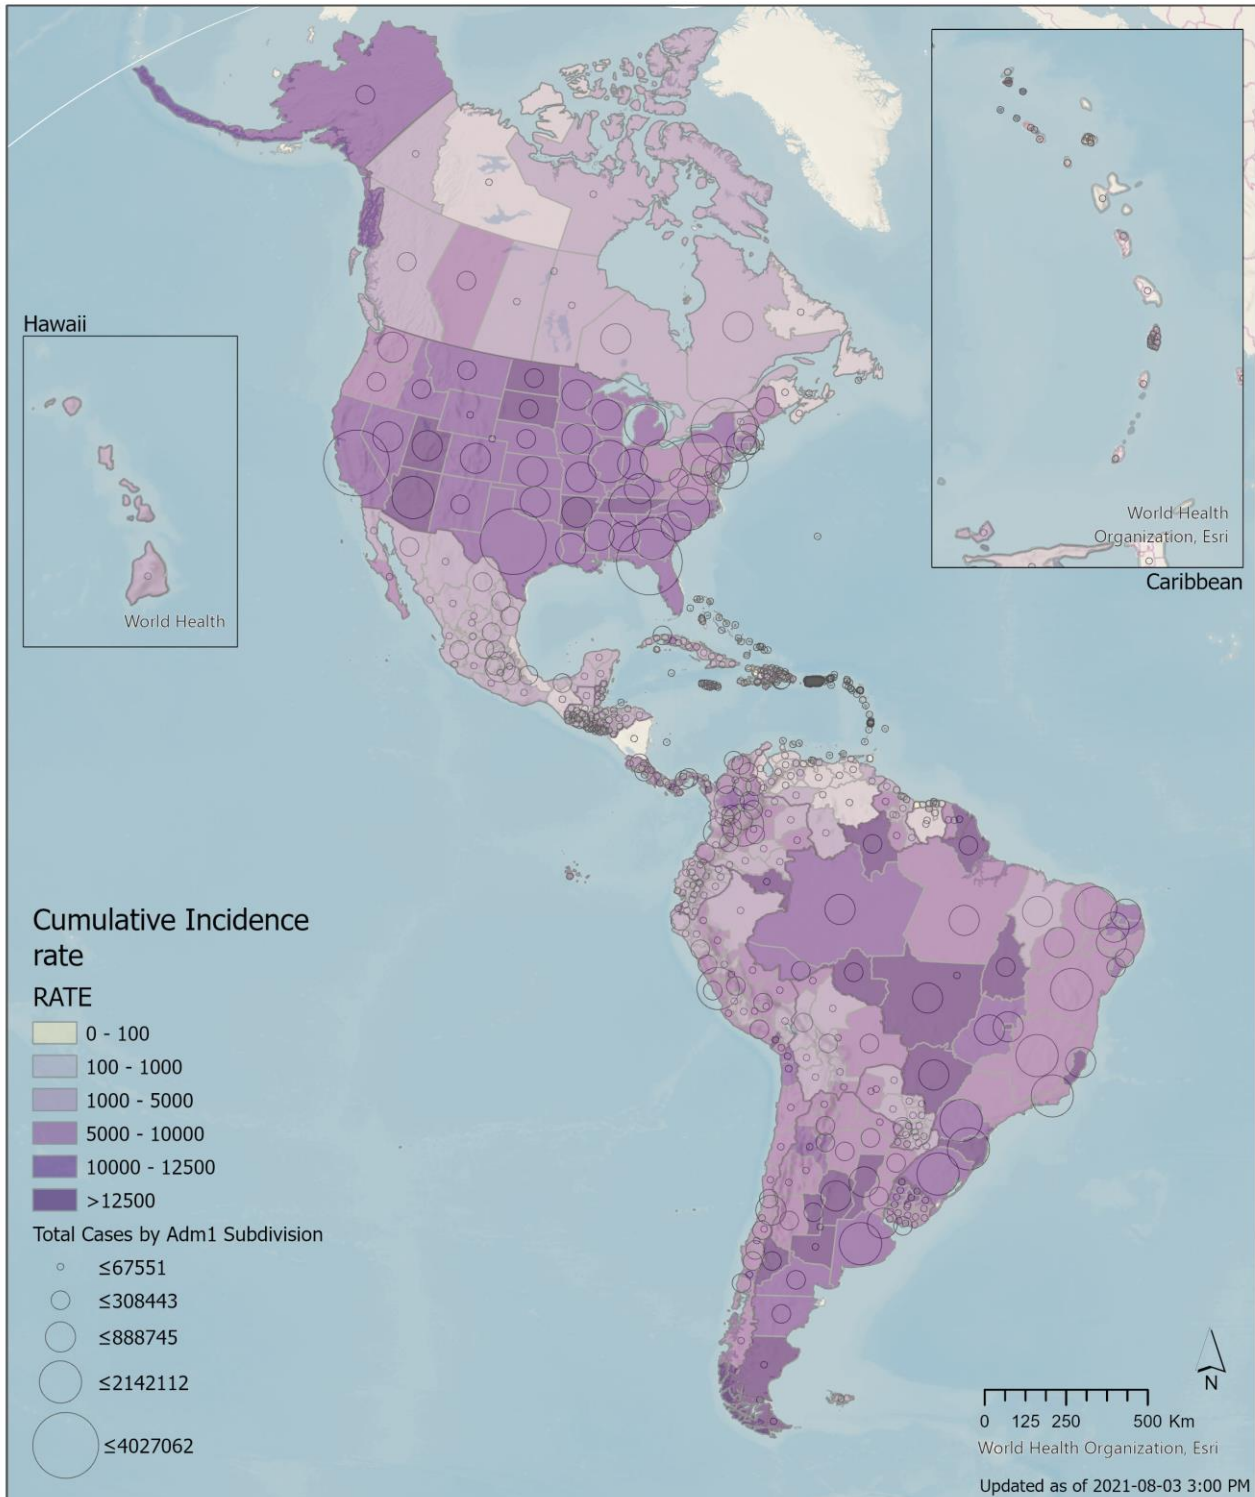 Hawaii
World Health
World Health
Organization, Esri
Caribbean
Cumulative Incidence
rate
RATE
0 - 100
100 - 1000
1000 - 5000
5000 - 10000
10000 - 12500
>12500
Total Cases by Adm1 Subdivision
≤67551
≤308443
≤888745
≤2142112
≤4027062
N
0 125 250 500 Km
World Health Organization, Esri
Updated as of 2021-08-03 3:00 PM